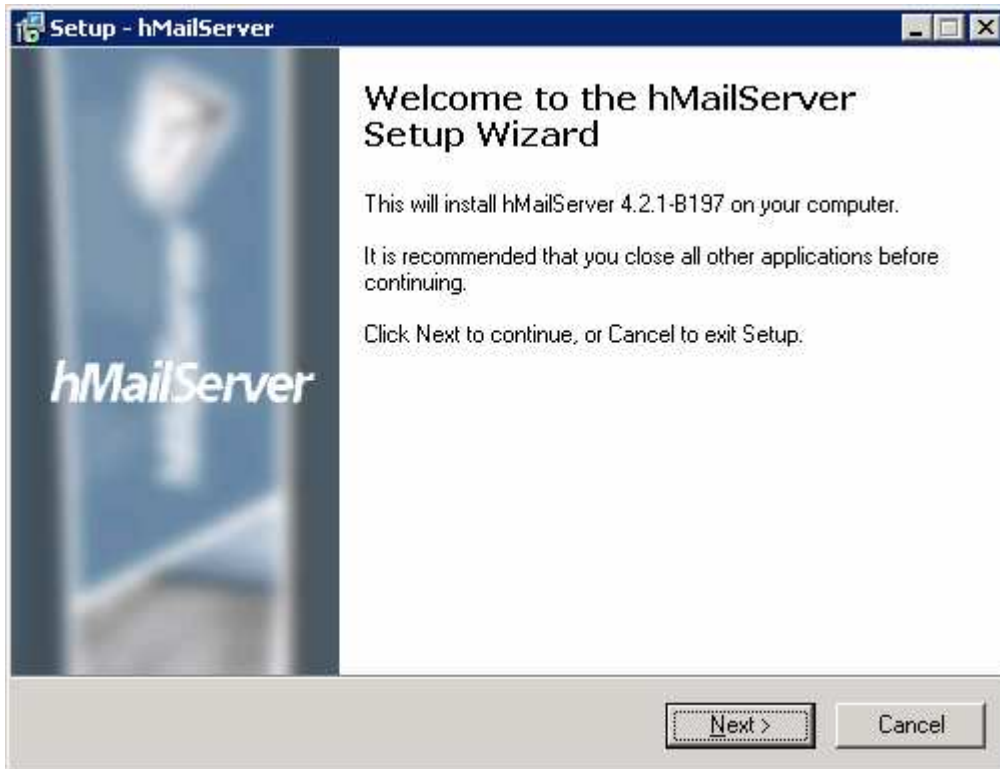 Setup - hMailServer
Welcome to the hMailServer
Setup Wizard
This will install hMailServer 4.2.1-B197 on your computer.
It is recommended that you close all other applications before
continuing.
Click Next to continue, or Cancel to exit Setup.
hMailServer
Next >
Cancel